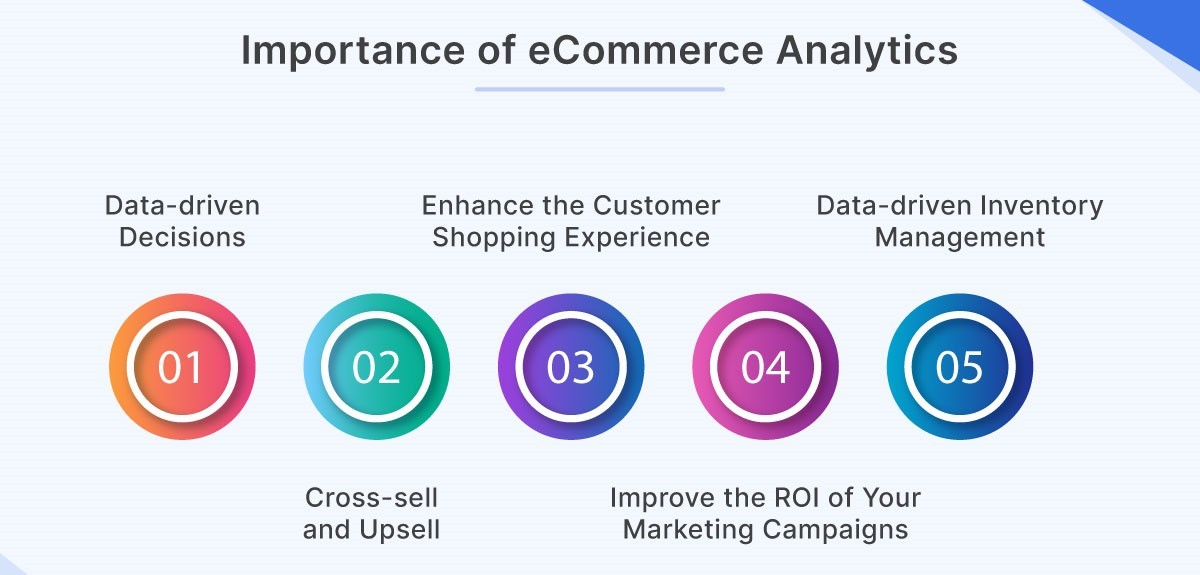 Importance of eCommerce Analytics
Data-driven
Decisions
Enhance the Customer
Shopping Experience
Data-driven Inventory
Management
01
02
03
04
05
Cross-sell
and Upsell
Improve the ROI of Your
Marketing Campaigns